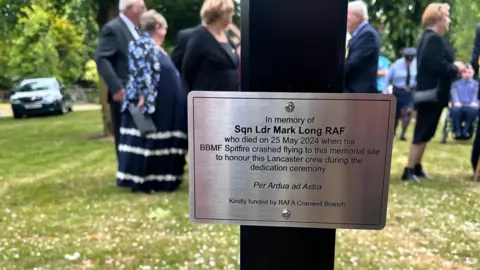 In memory of
Sqn Ldr Mark Long RAF
who died on 25 May 2024 when his
BBMF Spitfire crashed flying to this memorial site
to honour this Lancaster crew during the
dedication ceremony
Per Ardua ad Astra
Kindly funded by RAFA Cranwell Branch